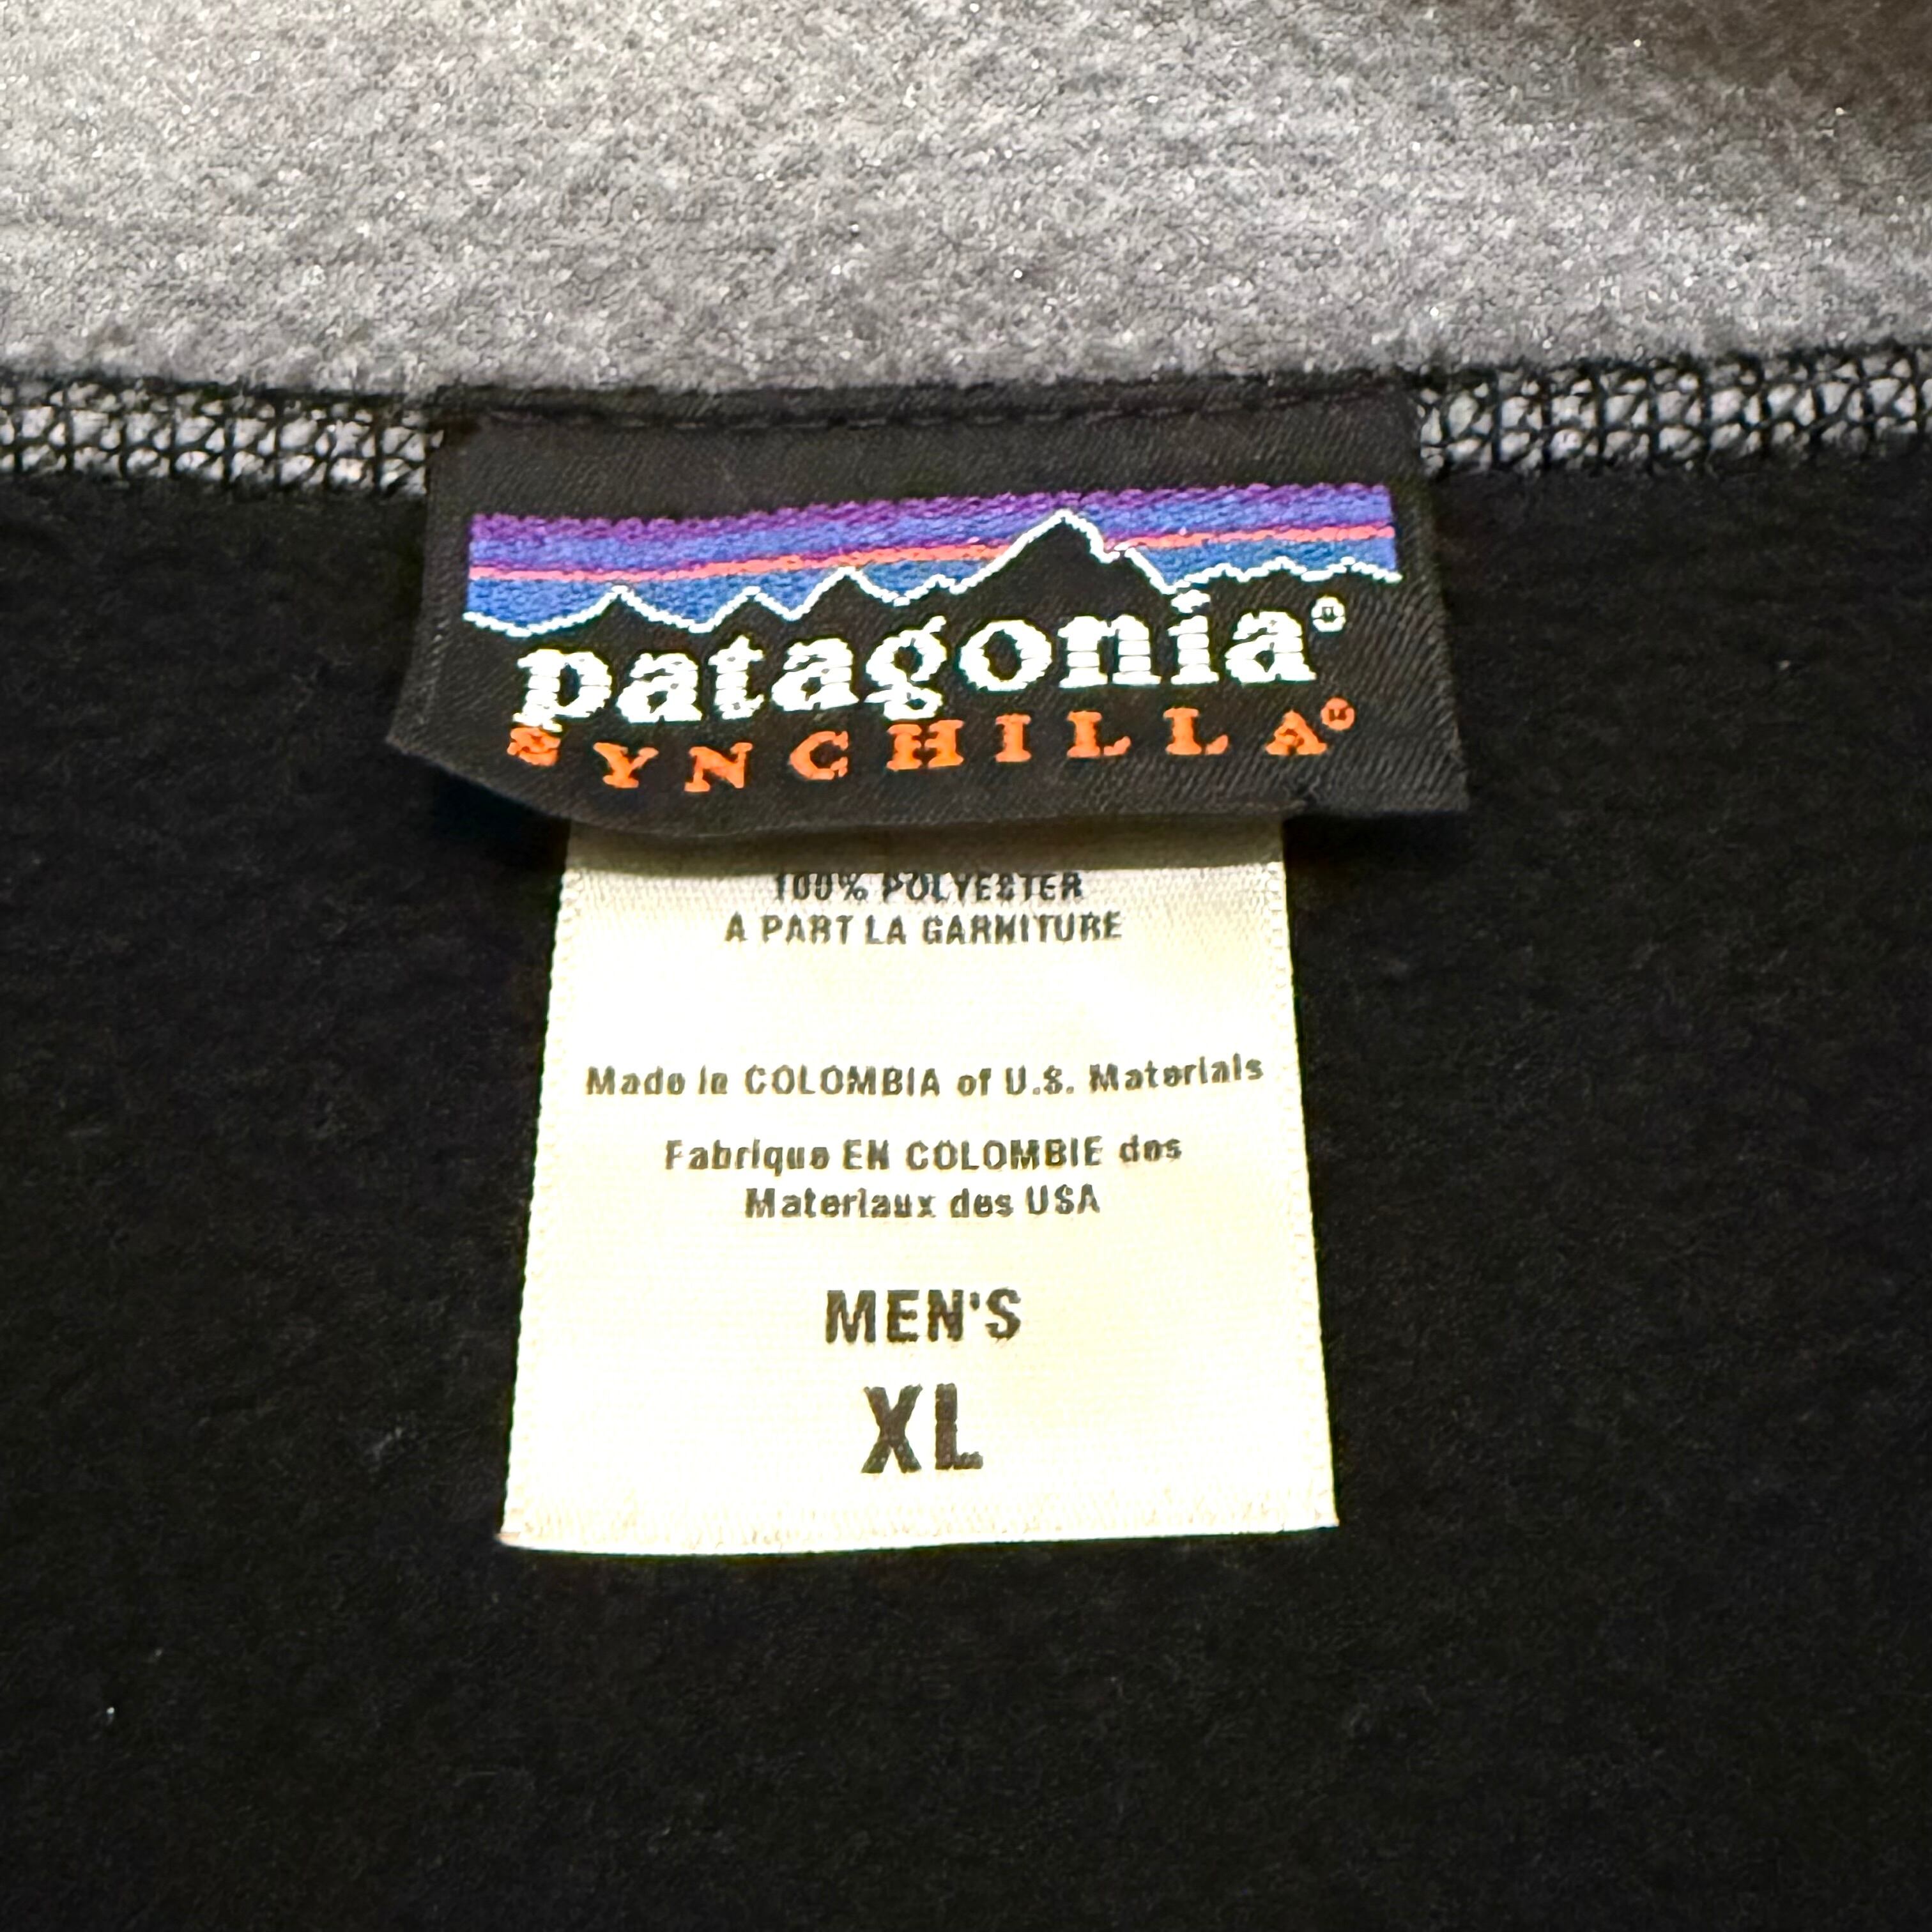 patagonia®
SYNCHILLA®
100% POLYESTER
A PART LA GARNITURE
Made in COLOMBIA of U.S. Materials
Fabrique EN COLOMBIE des
Materiaux des USA
MEN'S
XL